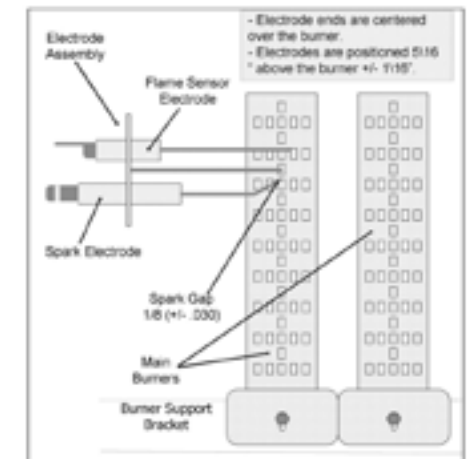 - Electrode ends are centered
over the burner.
- Electrodes are positioned 5\16
" above the burner +/- 1\16".
Electrode
Assembly
Flame Sensor
Electrode
Spark Electrode
Spark Gap
1/8 (+/- .030)
Main
Burners
Burner Support
Bracket